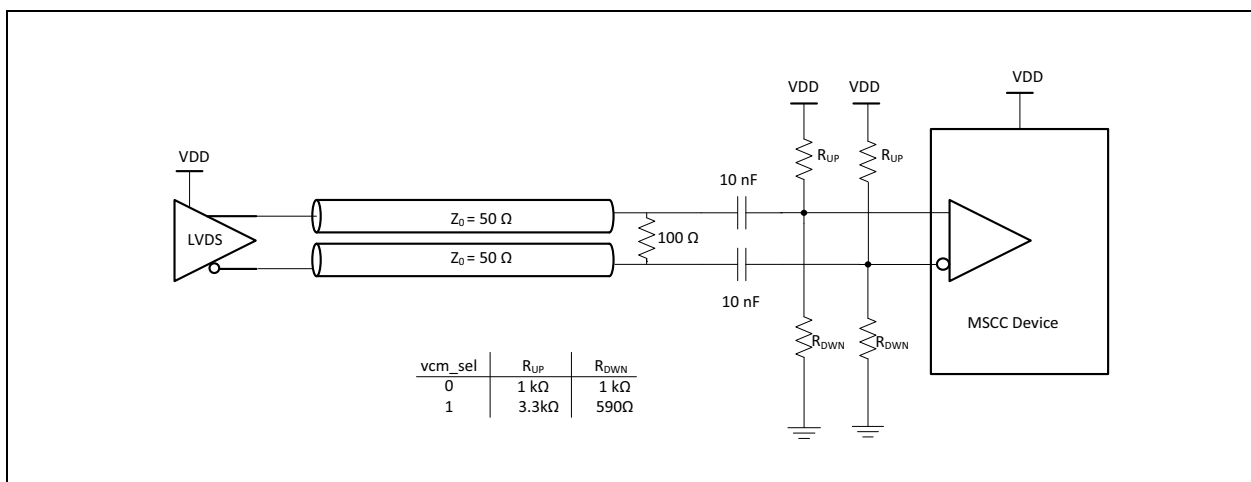 VDD
VDD
VDD
R_UP
R_UP
VDD
10 nF
Z₀ = 50 Ω
LVDS
100 Ω
Z₀ = 50 Ω
10 nF
MSCC Device
R_DWN
R_DWN
vcm_sel R_UP R_DWN
0 1 kΩ 1 kΩ
1 3.3kΩ 590Ω